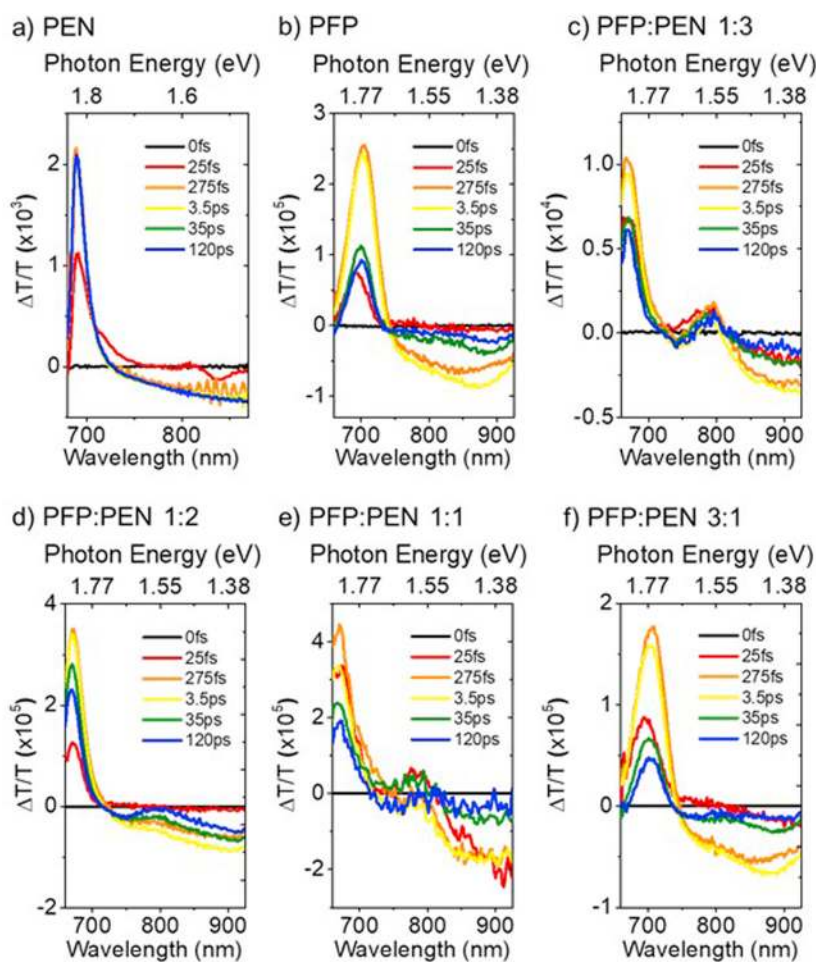 a) PEN
Photon Energy (eV)
1.8 1.6
0fs
25fs
275fs
3.5ps
35ps
120ps
ΔT/T (x10³)
2
1
0
700 800
Wavelength (nm)
b) PFP
Photon Energy (eV)
1.77 1.55 1.38
0fs
25fs
275fs
3.5ps
35ps
120ps
ΔT/T (x10⁵)
3
2
1
0
-1
700 800 900
Wavelength (nm)
c) PFP:PEN 1:3
Photon Energy (eV)
1.77 1.55 1.38
0fs
25fs
275fs
3.5ps
35ps
120ps
ΔT/T (x10⁴)
1.0
0.5
0.0
-0.5
700 800 900
Wavelength (nm)
d) PFP:PEN 1:2
Photon Energy (eV)
1.77 1.55 1.38
0fs
25fs
275fs
3.5ps
35ps
120ps
ΔT/T (x10⁵)
4
2
0
-2
700 800 900
Wavelength (nm)
e) PFP:PEN 1:1
Photon Energy (eV)
1.77 1.55 1.38
0fs
25fs
275fs
3.5ps
35ps
120ps
ΔT/T (x10⁵)
4
2
0
-2
700 800 900
Wavelength (nm)
f) PFP:PEN 3:1
Photon Energy (eV)
1.77 1.55 1.38
0fs
25fs
275fs
3.5ps
35ps
120ps
ΔT/T (x10⁵)
2
1
0
-1
700 800 900
Wavelength (nm)